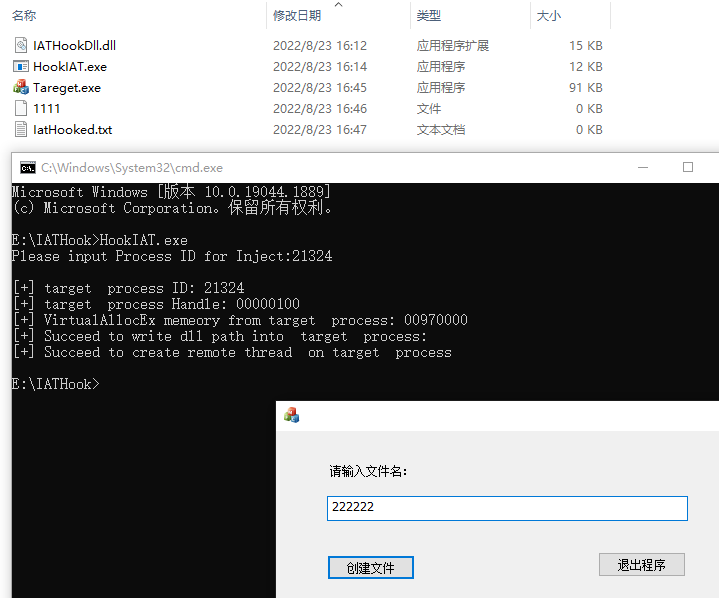 名称 修改日期 类型 大小
IATHookDll.dll 2022/8/23 16:12 应用程序扩展 15 KB
HookIAT.exe 2022/8/23 16:14 应用程序 12 KB
Tareget.exe 2022/8/23 16:45 应用程序 91 KB
1111 2022/8/23 16:46 文件 0 KB
IatHooked.txt 2022/8/23 16:47 文本文档 0 KB
C:\Windows\System32\cmd.exe
Microsoft Windows [版本 10.0.19044.1889]
(c) Microsoft Corporation。保留所有权利。
E:\IATHook>HookIAT.exe
Please input Process ID for Inject:21324
[+] target  process ID: 21324
[+] target  process Handle: 00000100
[+] VirtualAllocEx memeory from target  process: 00970000
[+] Succeed to write dll path into  target  process:
[+] Succeed to create remote thread  on target  process
E:\IATHook>
请输入文件名：
222222
创建文件 退出程序